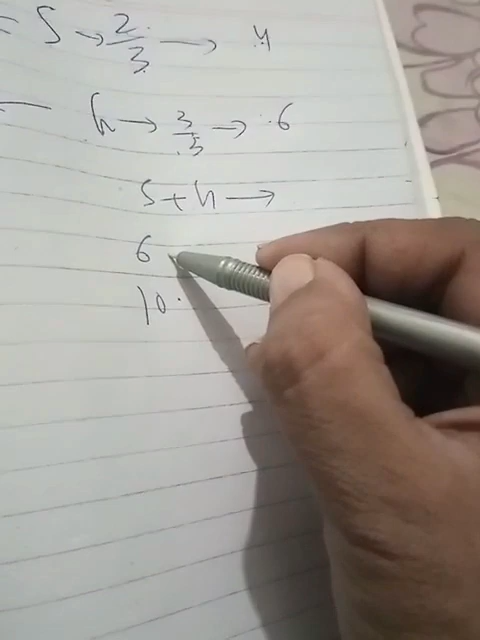 = S → 2/3 → 4
h → 3/3 → 6
S + h →
6
10.